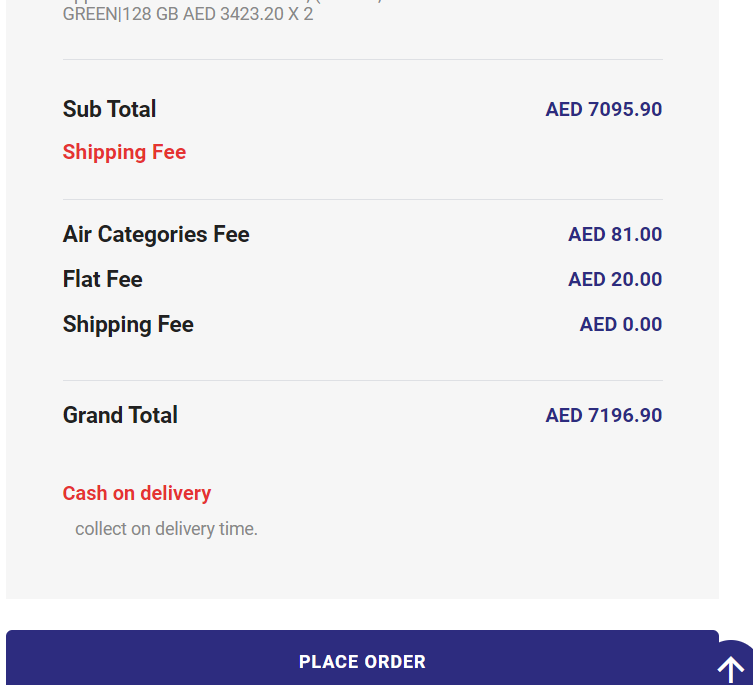 GREEN|128 GB AED 3423.20 X 2
Sub Total AED 7095.90
Shipping Fee
Air Categories Fee AED 81.00
Flat Fee AED 20.00
Shipping Fee AED 0.00
Grand Total AED 7196.90
Cash on delivery
collect on delivery time.
PLACE ORDER